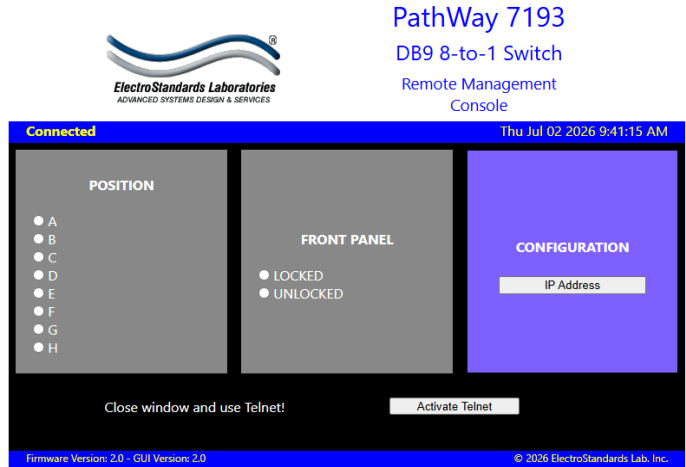 PathWay 7193
DB9 8-to-1 Switch
Remote Management
Console
®
ElectroStandards Laboratories
ADVANCED SYSTEMS DESIGN & SERVICES
Connected
Thu Jul 02 2026 9:41:15 AM
POSITION
A
B
C
D
E
F
G
H
FRONT PANEL
LOCKED
UNLOCKED
CONFIGURATION
IP Address
Close window and use Telnet!
Activate Telnet
Firmware Version: 2.0 - GUI Version: 2.0
© 2026 ElectroStandards Lab. Inc.